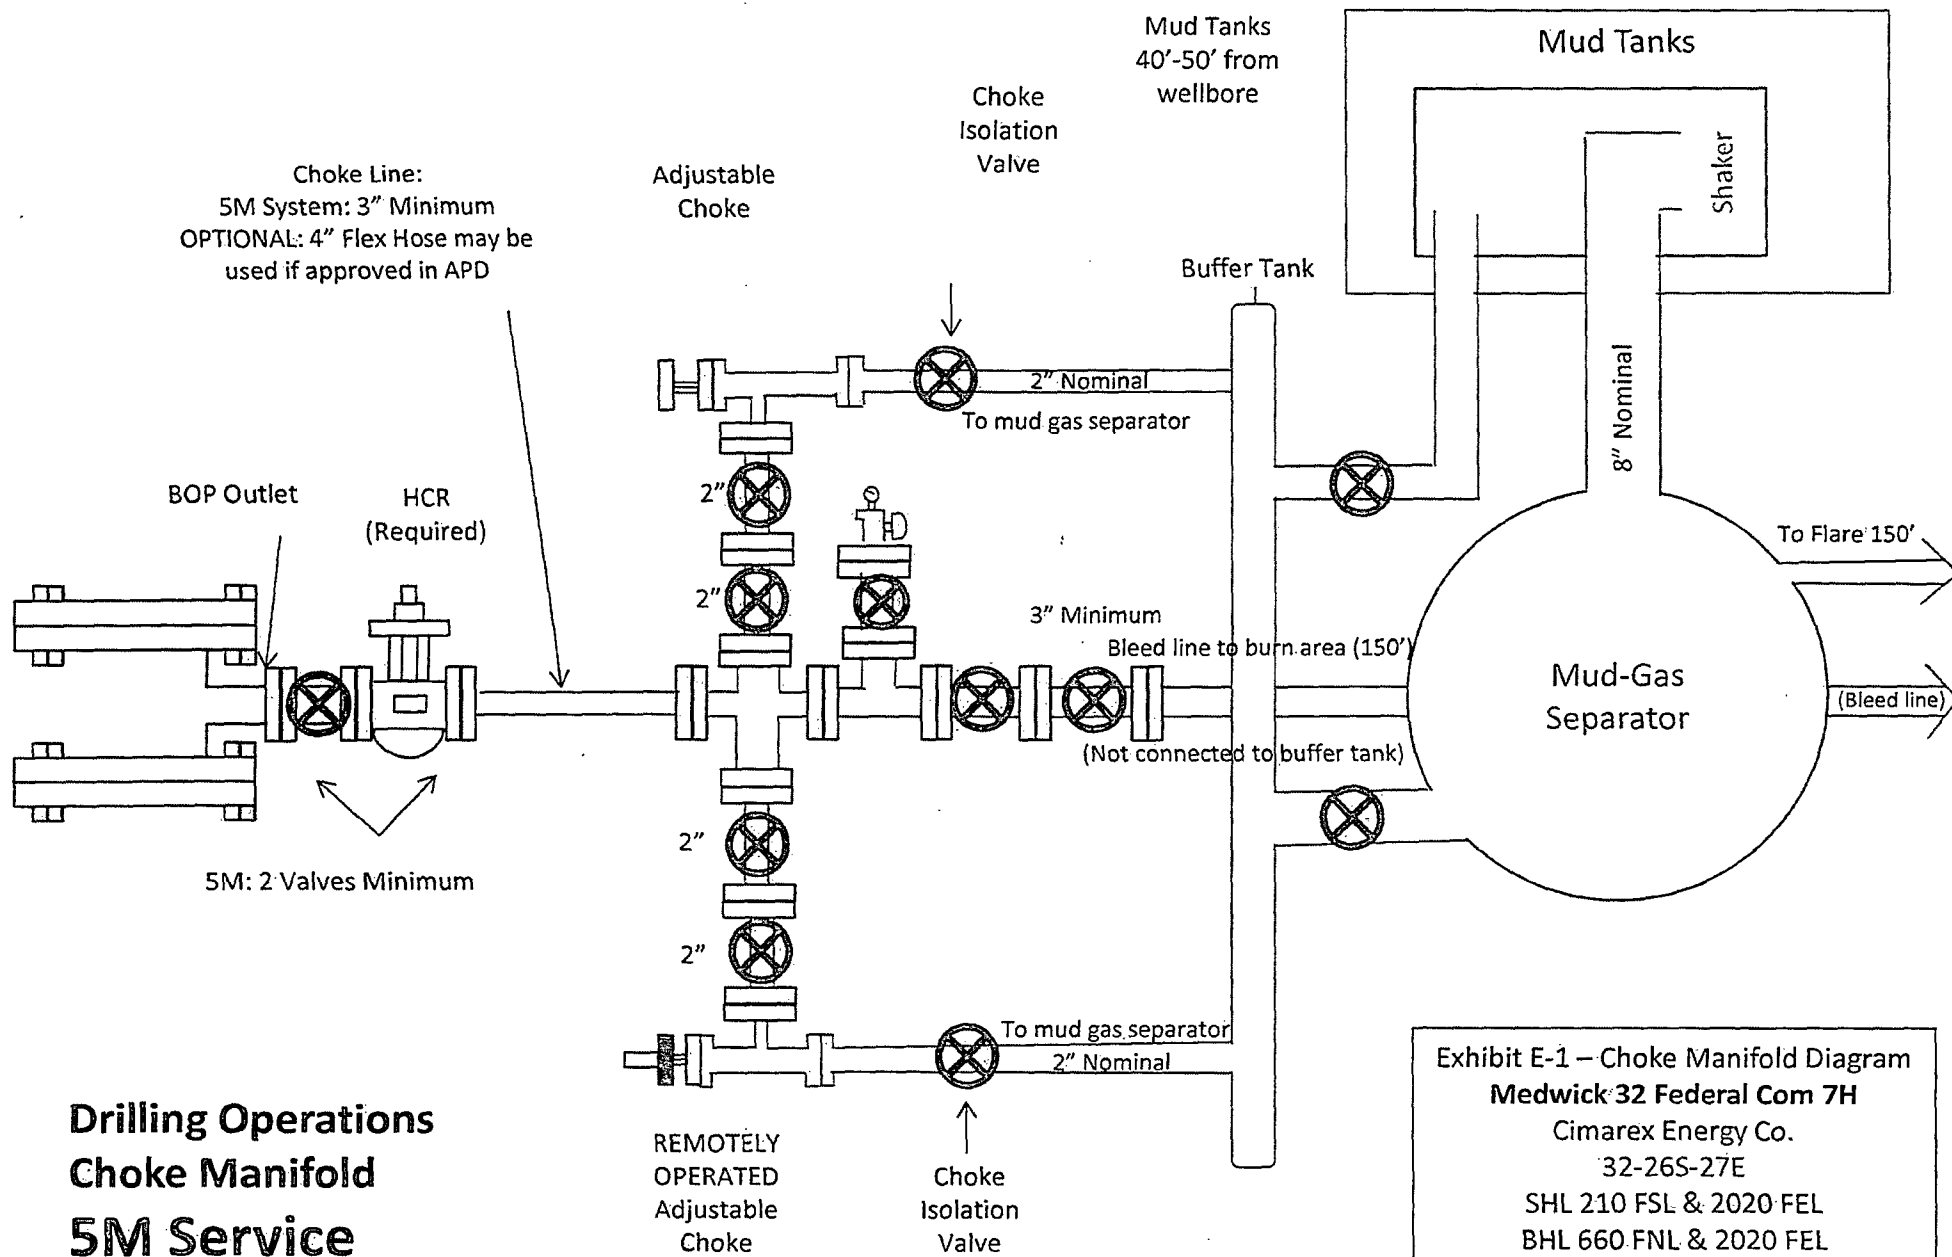 Mud Tanks
40'-50' from
wellbore
Mud Tanks
Shaker
Choke
Isolation
Valve
Choke Line:
5M System: 3" Minimum
OPTIONAL: 4" Flex Hose may be
used if approved in APD
Adjustable
Choke
Buffer Tank
2" Nominal
To mud gas separator
8" Nominal
BOP Outlet
HCR
(Required)
2"
2"
To Flare 150'
3" Minimum
Bleed line to burn area (150')
Mud-Gas
Separator
(Bleed line)
(Not connected to buffer tank)
5M: 2 Valves Minimum
2"
2"
To mud gas separator
2" Nominal
REMOTELY
OPERATED
Adjustable
Choke
Choke
Isolation
Valve
Drilling Operations
Choke Manifold
5M Service
Exhibit E-1 – Choke Manifold Diagram
Medwick 32 Federal Com 7H
Cimarex Energy Co.
32-26S-27E
SHL 210 FSL & 2020 FEL
BHL 660 FNL & 2020 FEL